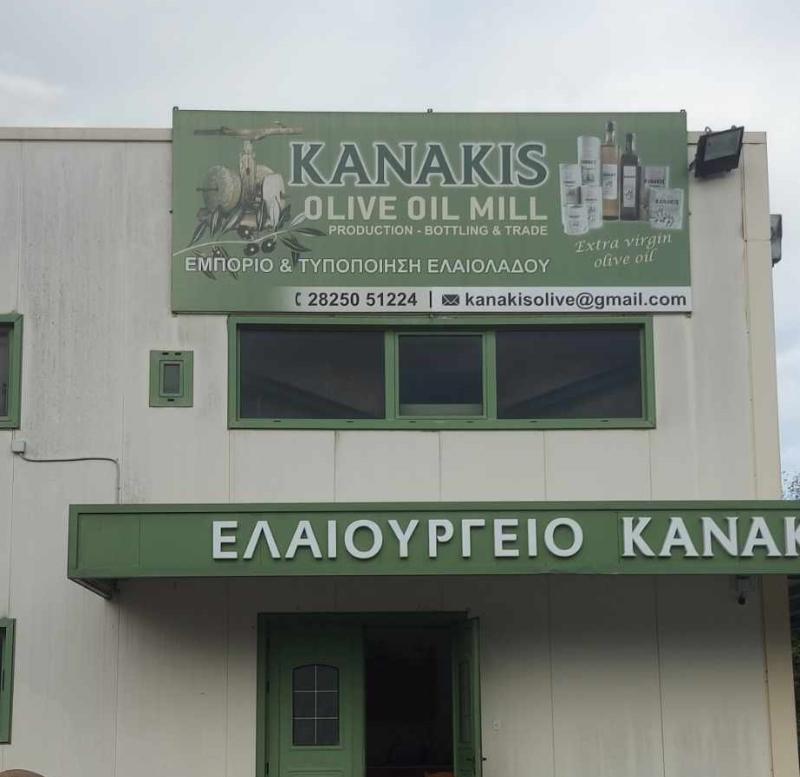 KANAKIS
OLIVE OIL MILL
PRODUCTION - BOTTLING & TRADE
Extra virgin
olive oil
ΕΜΠΟΡΙΟ & ΤΥΠΟΠΟΙΗΣΗ ΕΛΑΙΟΛΑΔΟΥ
28250 51224 | kanakisolive@gmail.com
ΕΛΑΙΟΥΡΓΕΙΟ ΚΑΝΑΚ